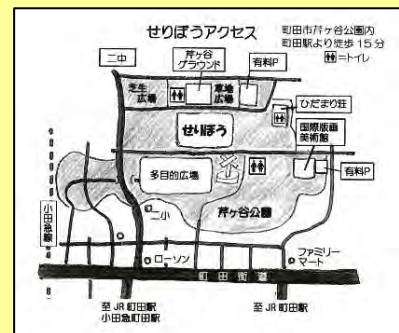 せりぼうアクセス
町田市芹ヶ谷公園内
町田駅より徒歩15分
=トイレ
二中
芹ヶ谷
グラウンド
有料P
芝生
広場
草地
広場
ひだまり荘
せりぼう
国際版画
美術館
多目的広場
有料P
芹ヶ谷公園
小田急線
二小
ローソン
ファミリー
マート
町田街道
至JR町田駅
小田急町田駅
至JR町田駅